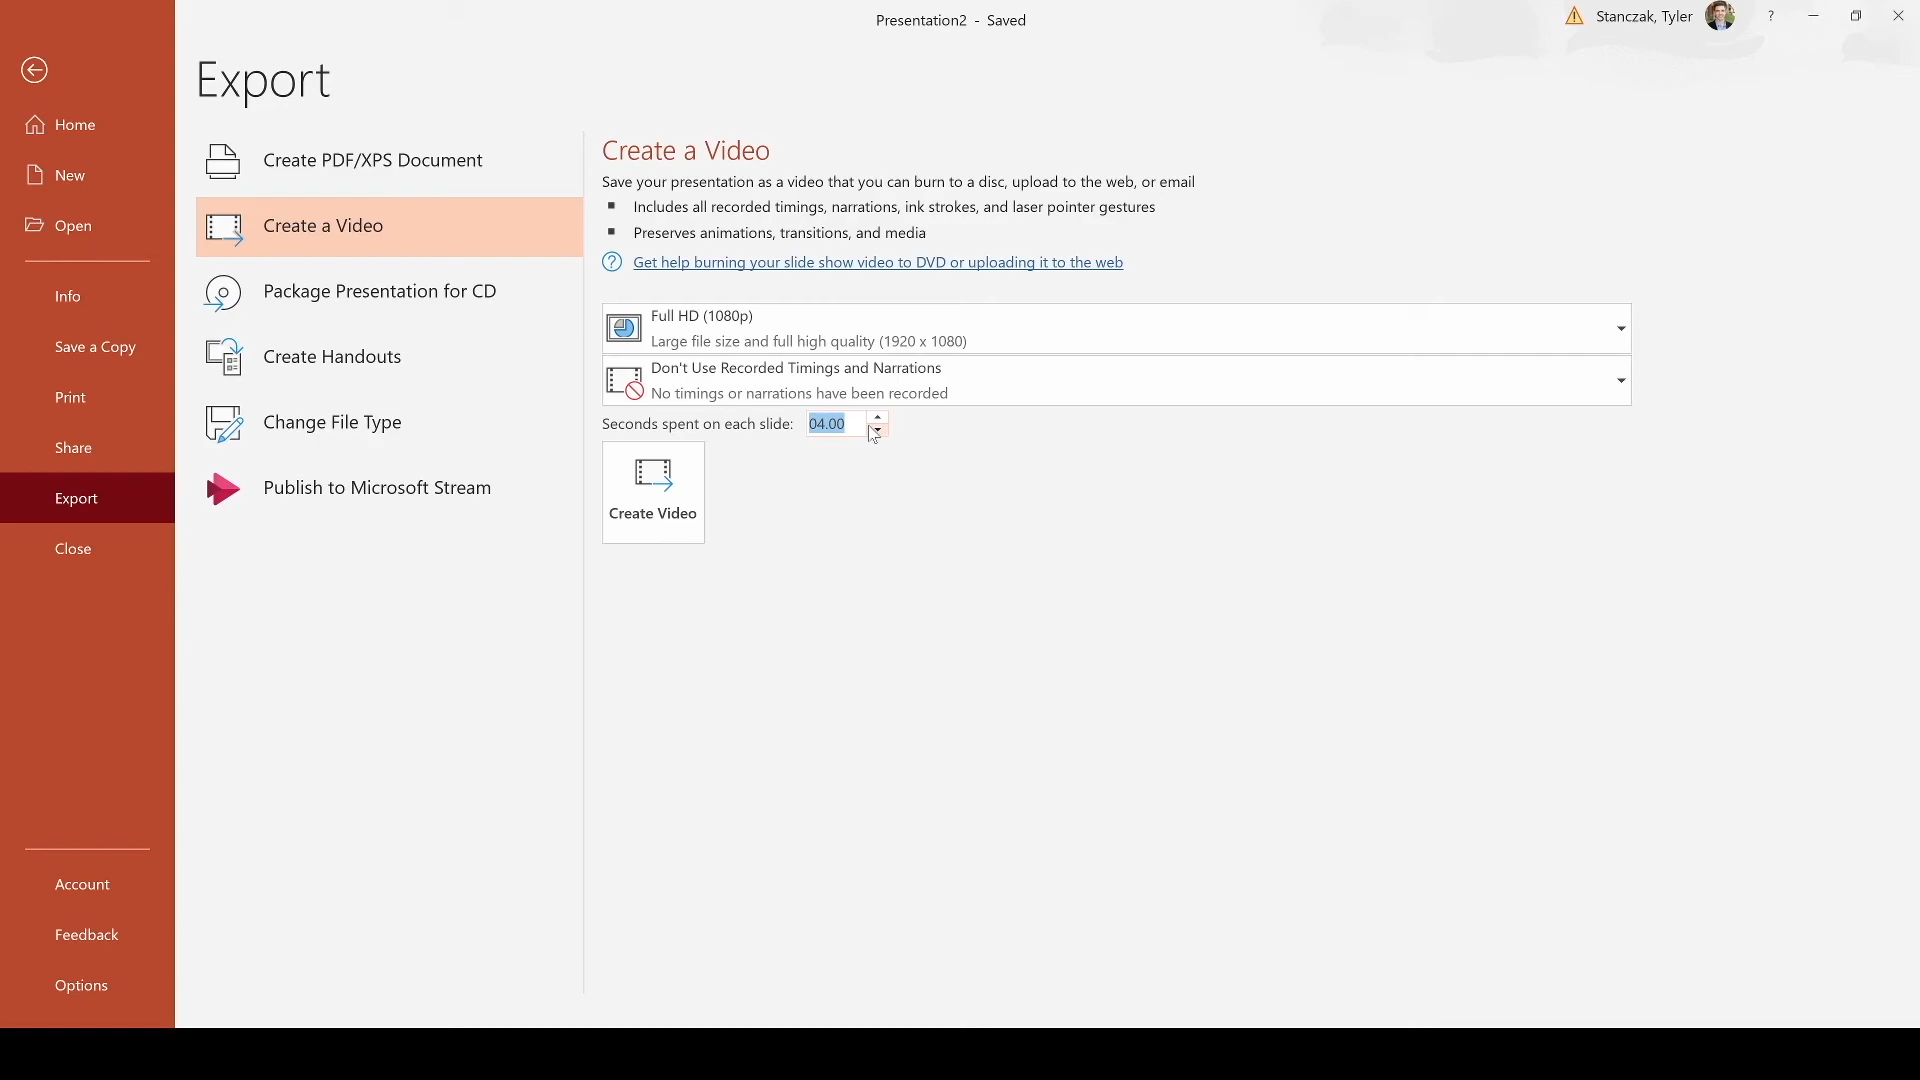 Presentation2 - Saved
Stanczak, Tyler
?
Export
Home
New
Open
Info
Save a Copy
Print
Share
Export
Close
Account
Feedback
Options
Create PDF/XPS Document
Create a Video
Package Presentation for CD
Create Handouts
Change File Type
Publish to Microsoft Stream
Create a Video
Save your presentation as a video that you can burn to a disc, upload to the web, or email
Includes all recorded timings, narrations, ink strokes, and laser pointer gestures
Preserves animations, transitions, and media
Get help burning your slide show video to DVD or uploading it to the web
Full HD (1080p)
Large file size and full high quality (1920 x 1080)
Don't Use Recorded Timings and Narrations
No timings or narrations have been recorded
Seconds spent on each slide: 04.00
Create Video